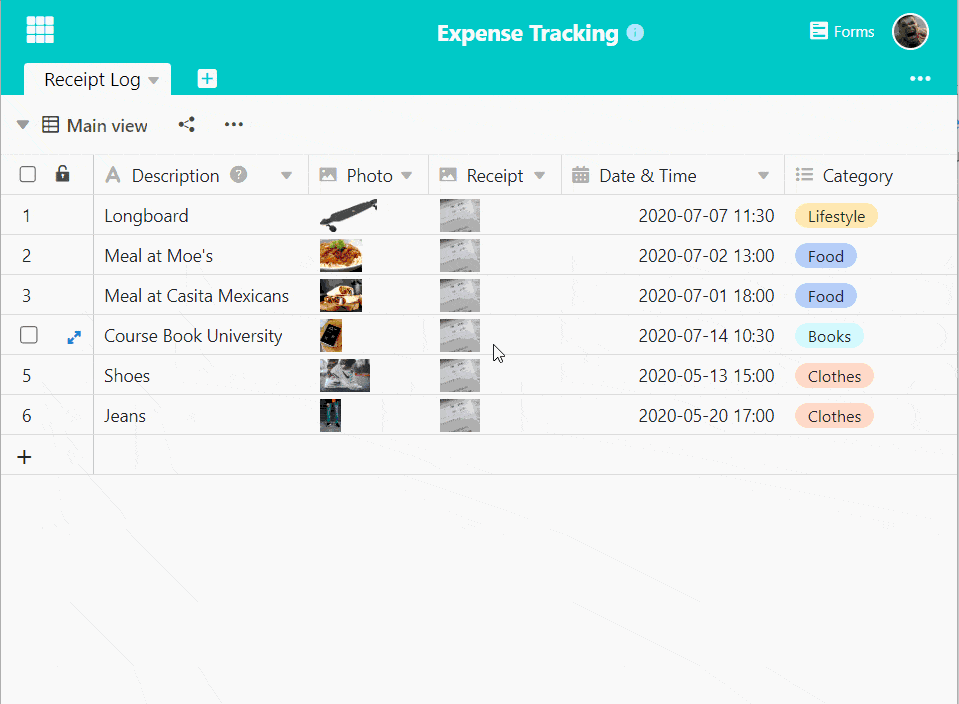 Expense Tracking
Forms
Receipt Log
Main view
Description Photo Receipt Date & Time Category
1 Longboard 2020-07-07 11:30 Lifestyle
2 Meal at Moe's 2020-07-02 13:00 Food
3 Meal at Casita Mexicans 2020-07-01 18:00 Food
Course Book University 2020-07-14 10:30 Books
5 Shoes 2020-05-13 15:00 Clothes
6 Jeans 2020-05-20 17:00 Clothes